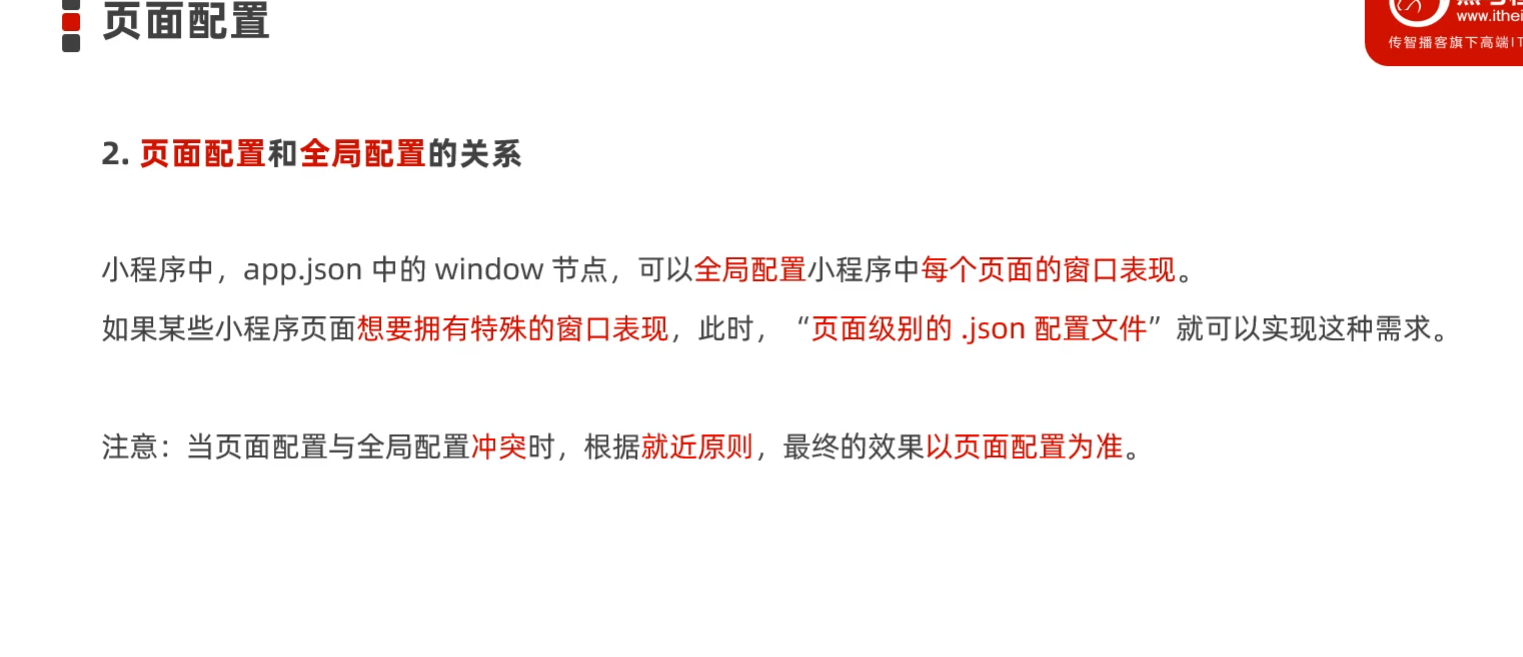 页面配置
www.ithei
传智播客旗下高端IT
2. 页面配置和全局配置的关系
小程序中，app.json 中的 window 节点，可以全局配置小程序中每个页面的窗口表现。
如果某些小程序页面想要拥有特殊的窗口表现，此时，“页面级别的 .json 配置文件”就可以实现这种需求。
注意：当页面配置与全局配置冲突时，根据就近原则，最终的效果以页面配置为准。